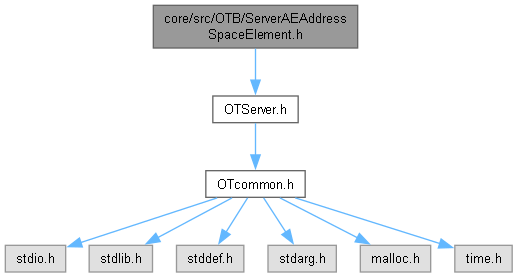 core/src/OTB/ServerAEAddress
SpaceElement.h
OTServer.h
OTcommon.h
stdio.h
stdlib.h
stddef.h
stdarg.h
malloc.h
time.h